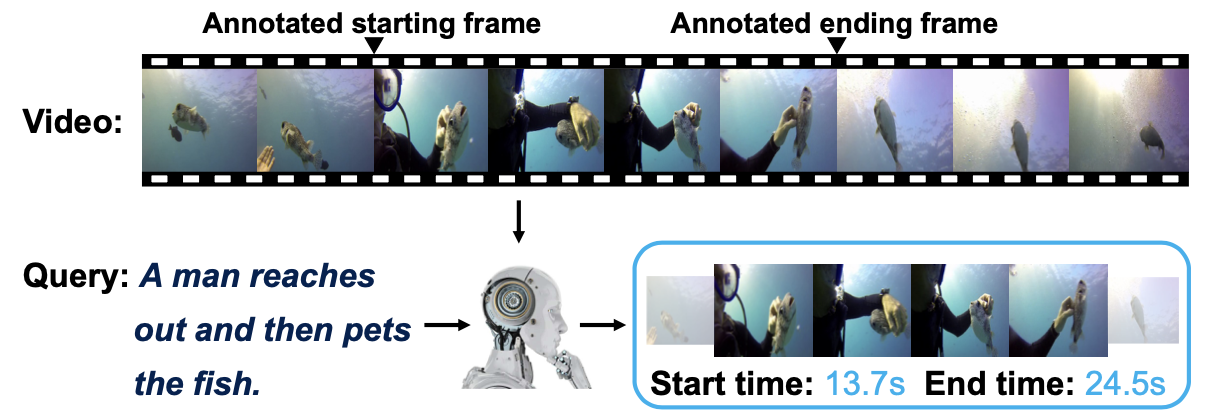 Annotated starting frame
Annotated ending frame
Video:
Query: A man reaches
out and then pets
the fish.
Start time: 13.7s End time: 24.5s